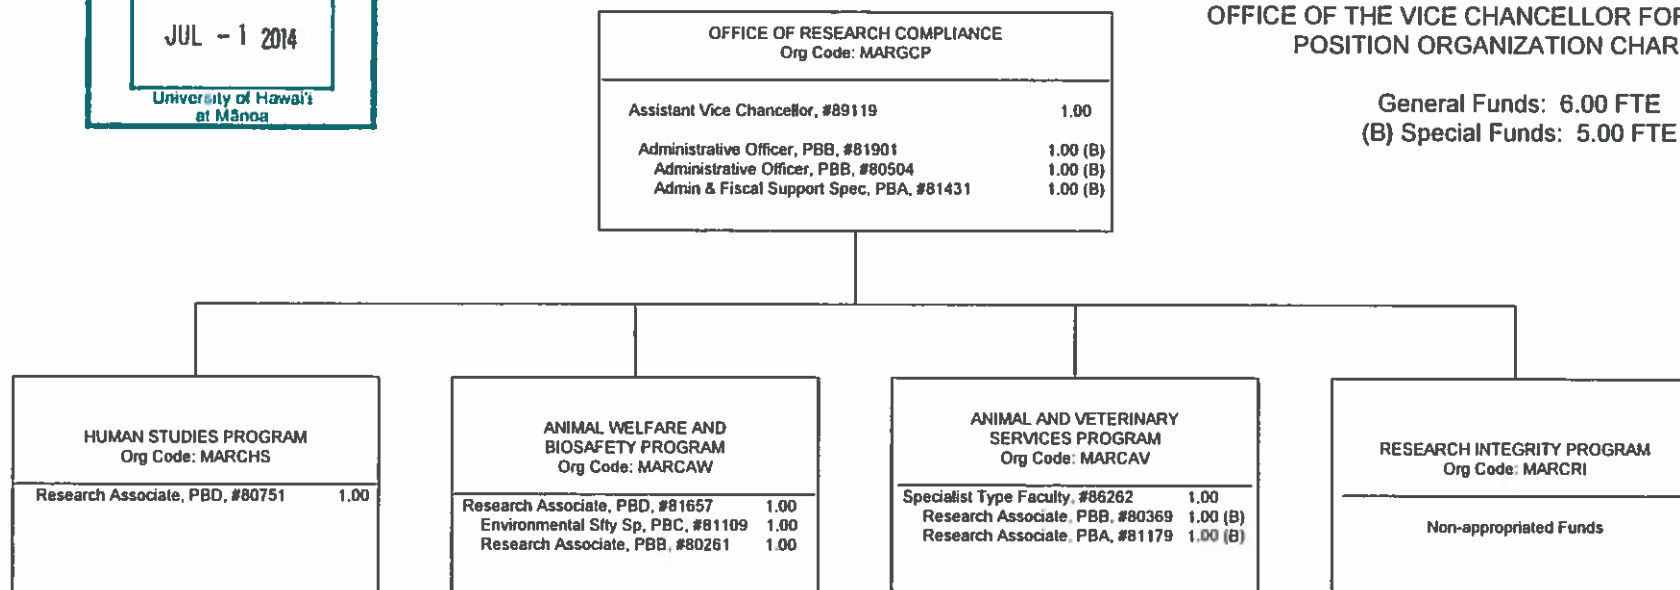 JUL - 1 2014
University of Hawai'i
at Mānoa
OFFICE OF THE VICE CHANCELLOR FOR
POSITION ORGANIZATION CHAR
General Funds: 6.00 FTE
(B) Special Funds: 5.00 FTE
OFFICE OF RESEARCH COMPLIANCE
Org Code: MARGCP
Assistant Vice Chancellor, #89119 1.00
Administrative Officer, PBB, #81901 1.00 (B)
Administrative Officer, PBB, #80504 1.00 (B)
Admin & Fiscal Support Spec, PBA, #81431 1.00 (B)
HUMAN STUDIES PROGRAM
Org Code: MARCHS
Research Associate, PBD, #80751 1.00
ANIMAL WELFARE AND
BIOSAFETY PROGRAM
Org Code: MARCAW
Research Associate, PBD, #81657 1.00
Environmental Sfty Sp, PBC, #81109 1.00
Research Associate, PBB, #80261 1.00
ANIMAL AND VETERINARY
SERVICES PROGRAM
Org Code: MARCAV
Specialist Type Faculty, #86262 1.00
Research Associate, PBB, #80369 1.00 (B)
Research Associate, PBA, #81179 1.00 (B)
RESEARCH INTEGRITY PROGRAM
Org Code: MARCRI
Non-appropriated Funds